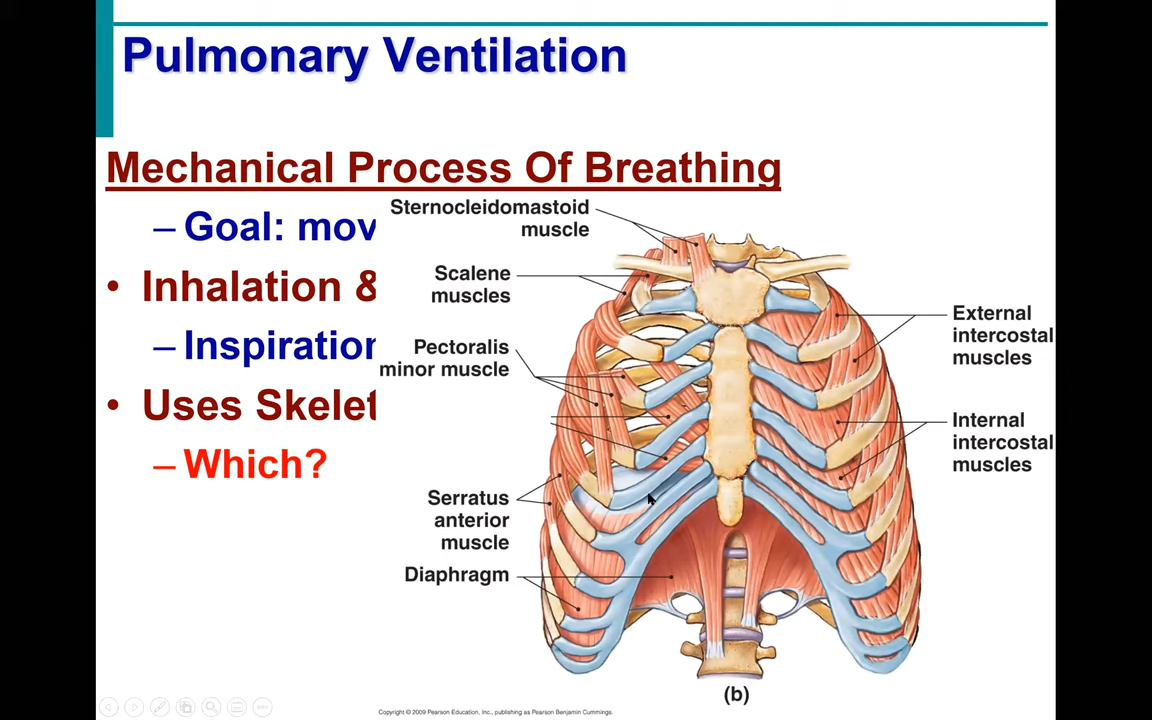 Pulmonary Ventilation
Mechanical Process Of Breathing
– Goal: mov
• Inhalation &
– Inspiration
• Uses Skelet
– Which?
Sternocleidomastoid
muscle
Scalene
muscles
Pectoralis
minor muscle
Serratus
anterior
muscle
Diaphragm
External
intercostal
muscles
Internal
intercostal
muscles
(b)
Copyright © 2009 Pearson Education, Inc., publishing as Pearson Benjamin Cummings.